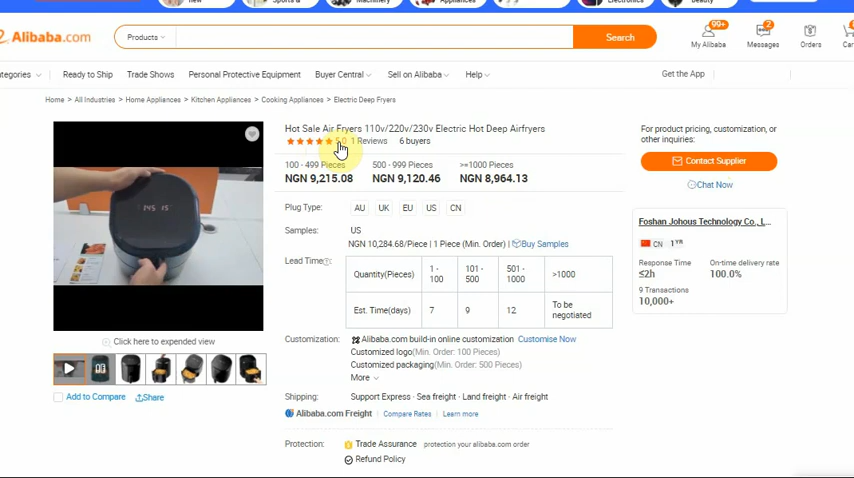 new
Sports &
Machinery
Appliances
Electronics
Beauty
Alibaba.com
Products
Search
99+
My Alibaba
2
Messages
Orders
Ready to Ship
Trade Shows
Personal Protective Equipment
Buyer Central
Sell on Alibaba
Help
Get the App
Home > All Industries > Home Appliances > Kitchen Appliances > Cooking Appliances > Electric Deep Fryers
Hot Sale Air Fryers 110v/220v/230v Electric Hot Deep Airfryers
5.0 1 Reviews 6 buyers
100 - 499 Pieces 500 - 999 Pieces >=1000 Pieces
NGN 9,215.08 NGN 9,120.46 NGN 8,964.13
Plug Type: AU UK EU US CN
Samples: US
NGN 10,284.68/Piece | 1 Piece (Min. Order) | Buy Samples
Lead Time: Quantity(Pieces) 1 - 100 101 - 500 501 - 1000 >1000
Est. Time(days) 7 9 12 To be negotiated
Customization: Alibaba.com build-in online customization Customise Now
Customized logo(Min. Order: 100 Pieces)
Customized packaging(Min. Order: 500 Pieces)
More
Shipping: Support Express · Sea freight · Land freight · Air freight
Alibaba.com Freight Compare Rates Learn more
Protection: Trade Assurance protection your alibaba.com order
Refund Policy
145 15
Click here to expended view
Add to Compare Share
For product pricing, customization, or
other inquiries:
Contact Supplier
Chat Now
Foshan Johous Technology Co., L...
CN 1YR
Response Time On-time delivery rate
≤2h 100.0%
9 Transactions
10,000+